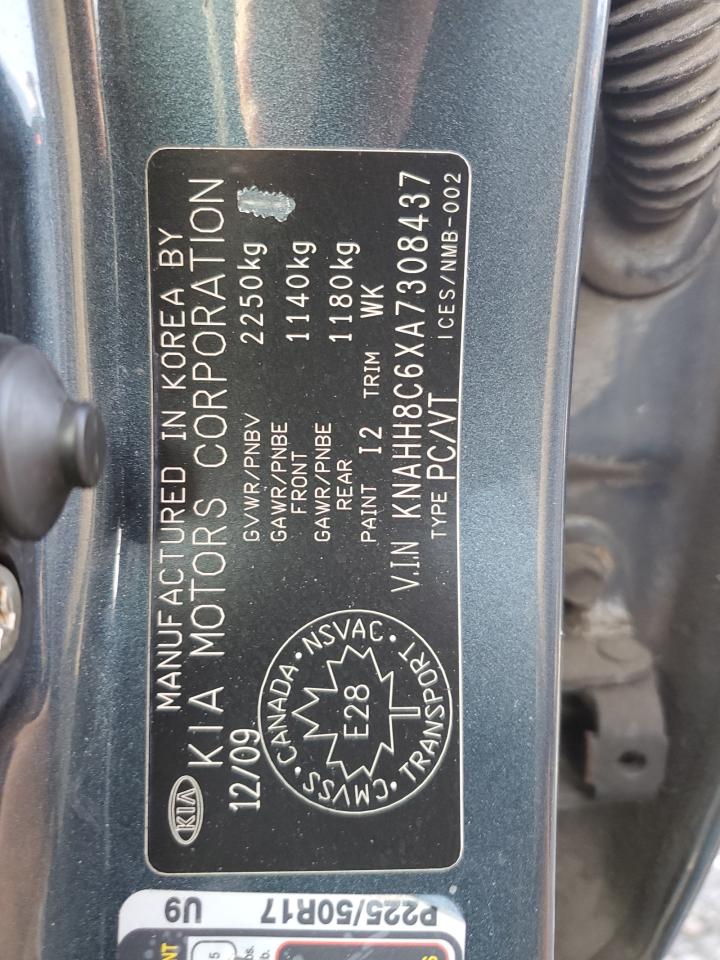 MANUFACTURED IN KOREA BY
KIA KIA MOTORS CORPORATION
12/09 GVWR/PNBV 2250kg
GAWR/PNBE FRONT 1140kg
GAWR/PNBE REAR 1180kg
PAINT I2 TRIM WK
V.I.N KNAHH8C6XA7308437
TYPE PC/VT ICES/NMB-002
CANADA • NSVAC • TRANSPORT • CMVSS •
E28
P225/50R17
U9